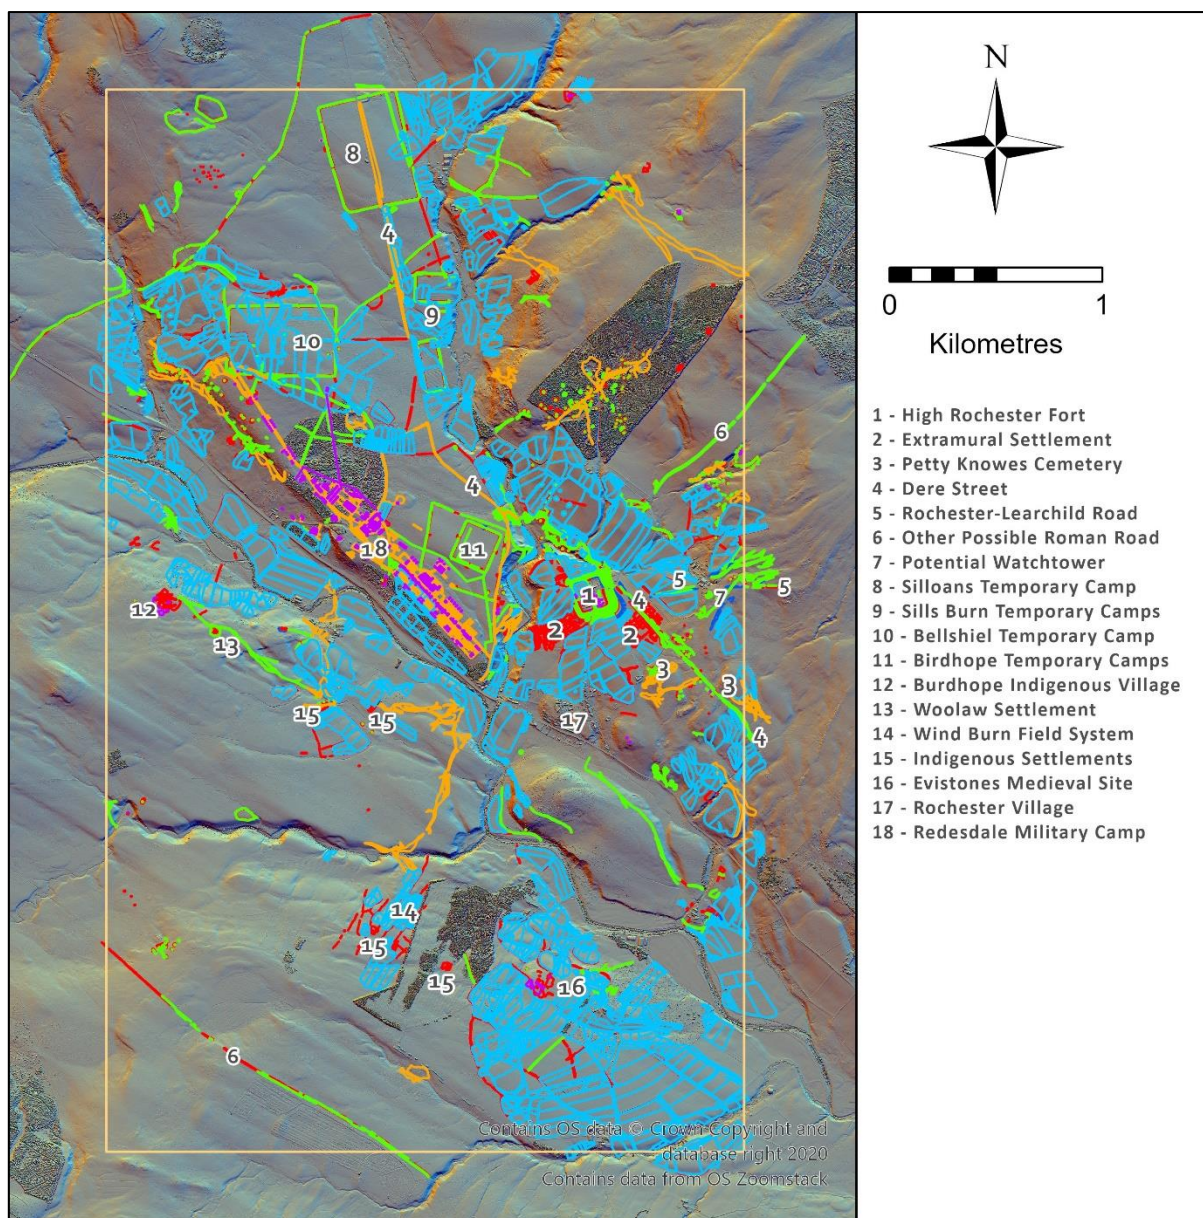 8
4
9
10
6
4
11
18
5
5
7
1
4
2
2
12
13
3
3
15
15
17
4
14
15
15
16
6
Contains OS data © Crown Copyright and
database right 2020
Contains data from OS Zoomstack
N
0
1
Kilometres
1 - High Rochester Fort
2 - Extramural Settlement
3 - Petty Knowes Cemetery
4 - Dere Street
5 - Rochester-Learchild Road
6 - Other Possible Roman Road
7 - Potential Watchtower
8 - Silloans Temporary Camp
9 - Sills Burn Temporary Camps
10 - Bellshiel Temporary Camp
11 - Birdhope Temporary Camps
12 - Burdhope Indigenous Village
13 - Woolaw Settlement
14 - Wind Burn Field System
15 - Indigenous Settlements
16 - Evistones Medieval Site
17 - Rochester Village
18 - Redesdale Military Camp